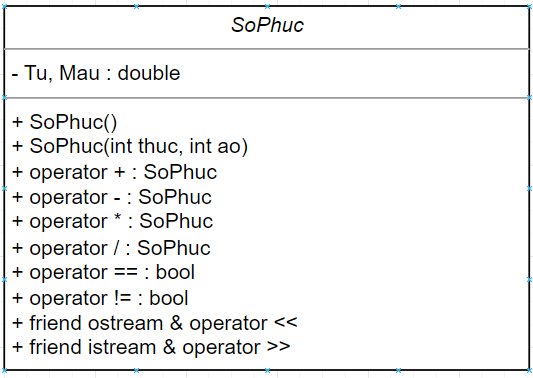 SoPhuc
- Tu, Mau : double
+ SoPhuc()
+ SoPhuc(int thuc, int ao)
+ operator + : SoPhuc
+ operator - : SoPhuc
+ operator * : SoPhuc
+ operator / : SoPhuc
+ operator == : bool
+ operator != : bool
+ friend ostream & operator <<
+ friend istream & operator >>